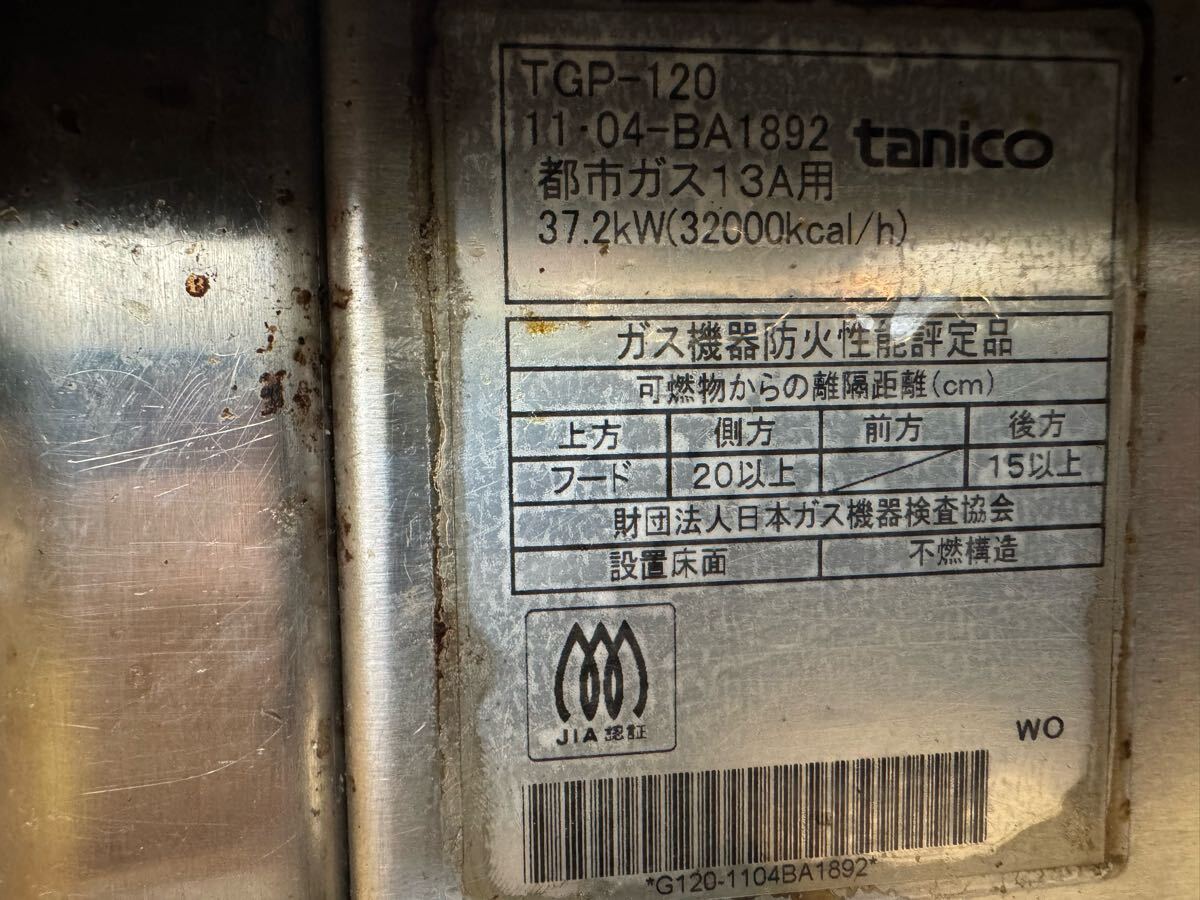 TGP-120
11・04-BA1892 tanico
都市ガス13A用
37.2kW(32000kcal/h)
ガス機器防火性能評定品
可燃物からの離隔距離(cm)
上方 側方 前方 後方
フード 20以上 15以上
財団法人日本ガス機器検査協会
設置床面 不燃構造
JIA 認証
WO
*G120-1104BA1892*